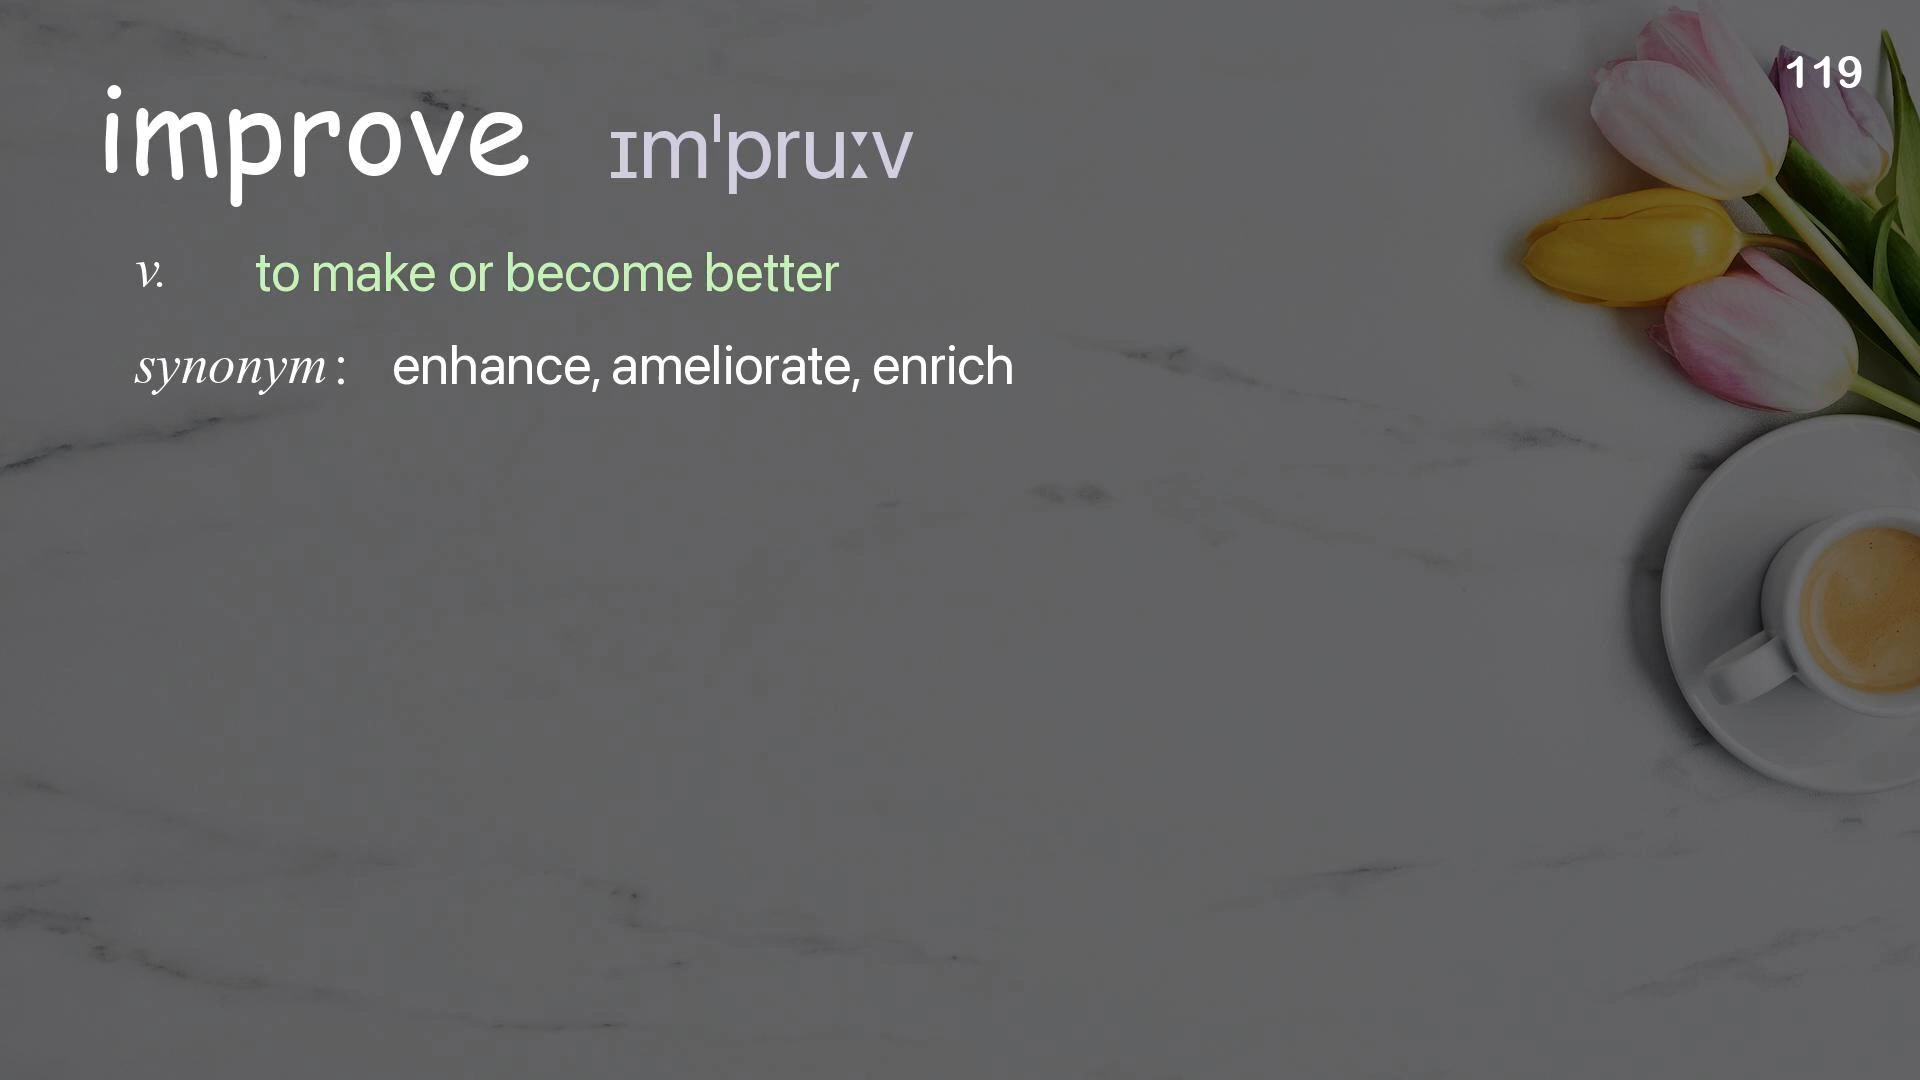 119
improve ɪmˈpruːv
v. to make or become better
synonym: enhance, ameliorate, enrich